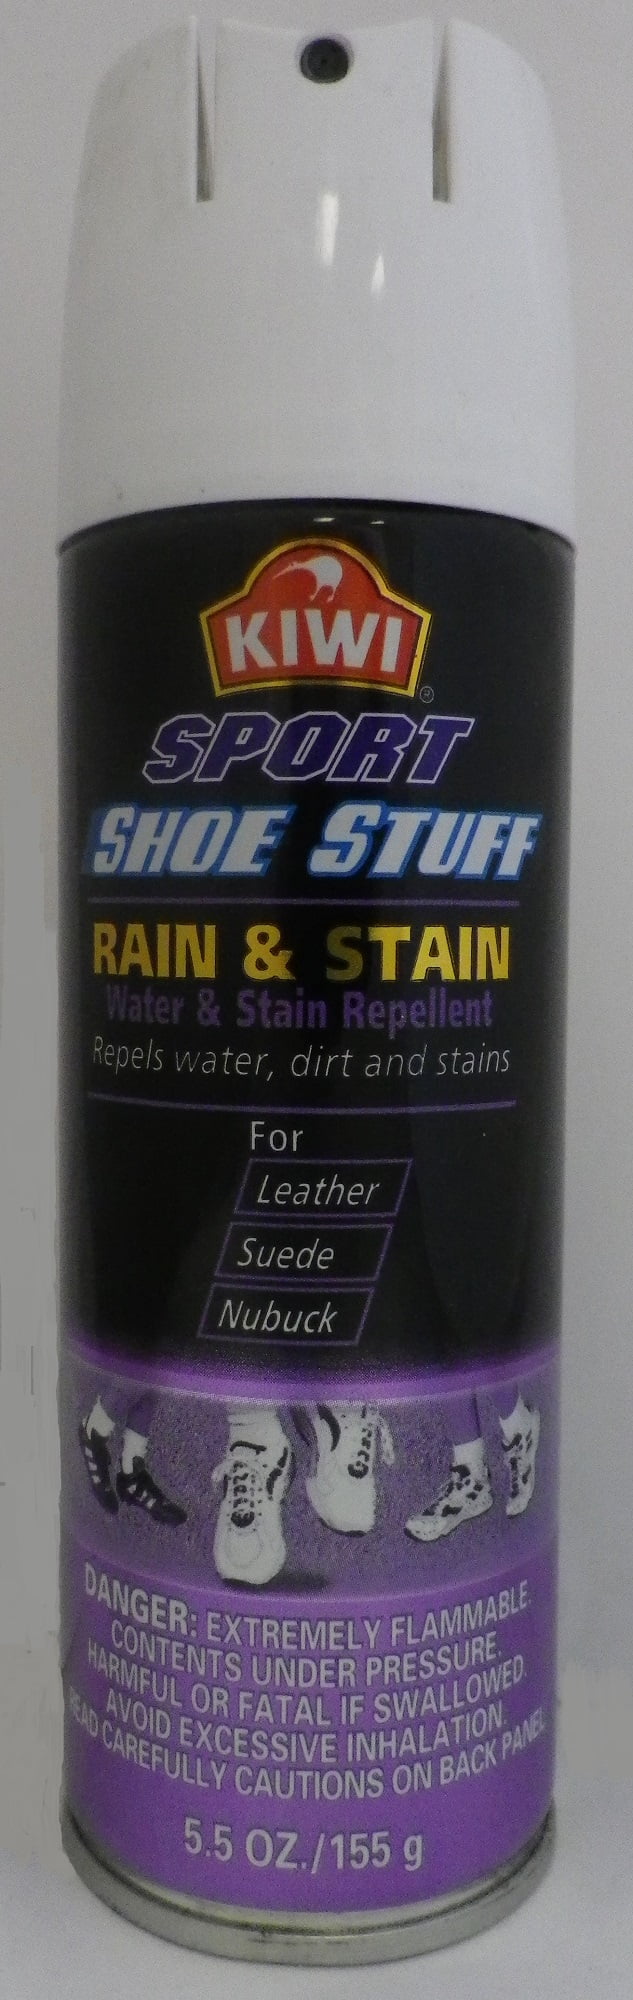 KIWI
®
SPORT
SHOE STUFF
RAIN & STAIN
Water & Stain Repellent
Repels water, dirt and stains
For
Leather
Suede
Nubuck
DANGER: EXTREMELY FLAMMABLE.
CONTENTS UNDER PRESSURE.
HARMFUL OR FATAL IF SWALLOWED.
AVOID EXCESSIVE INHALATION.
READ CAREFULLY CAUTIONS ON BACK PANEL
5.5 OZ./155 g